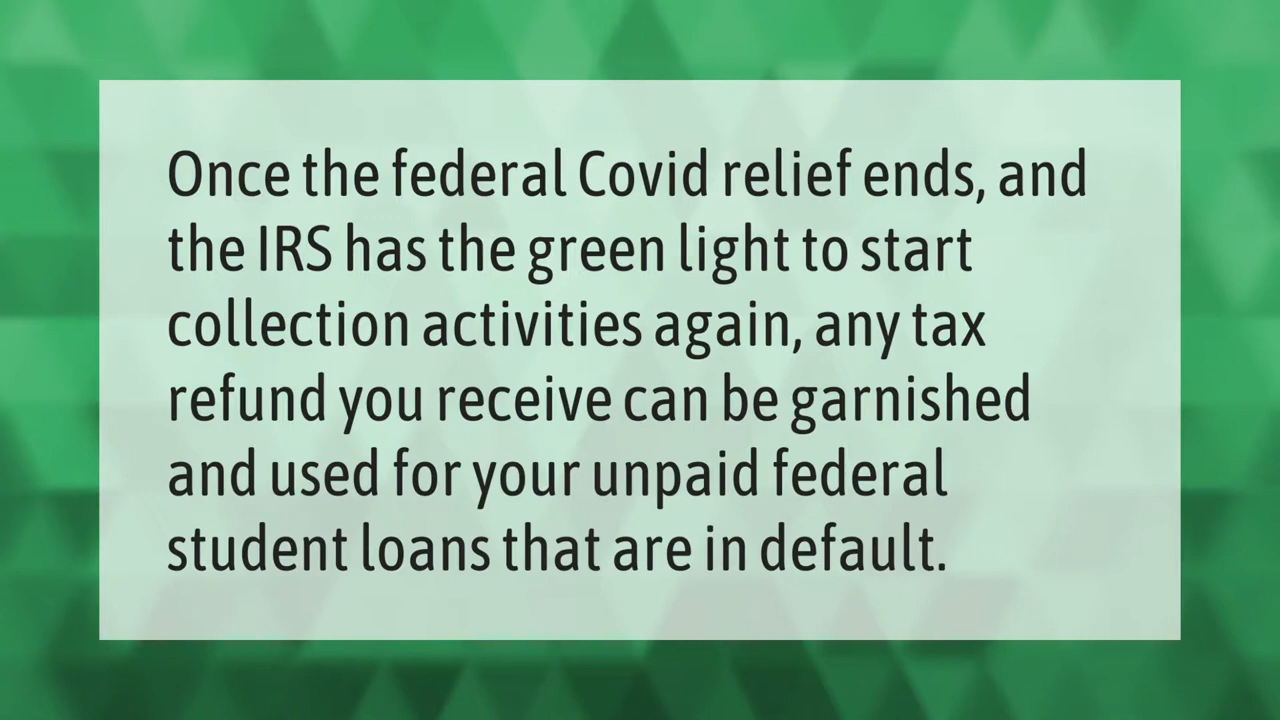 Once the federal Covid relief ends, and
the IRS has the green light to start
collection activities again, any tax
refund you receive can be garnished
and used for your unpaid federal
student loans that are in default.